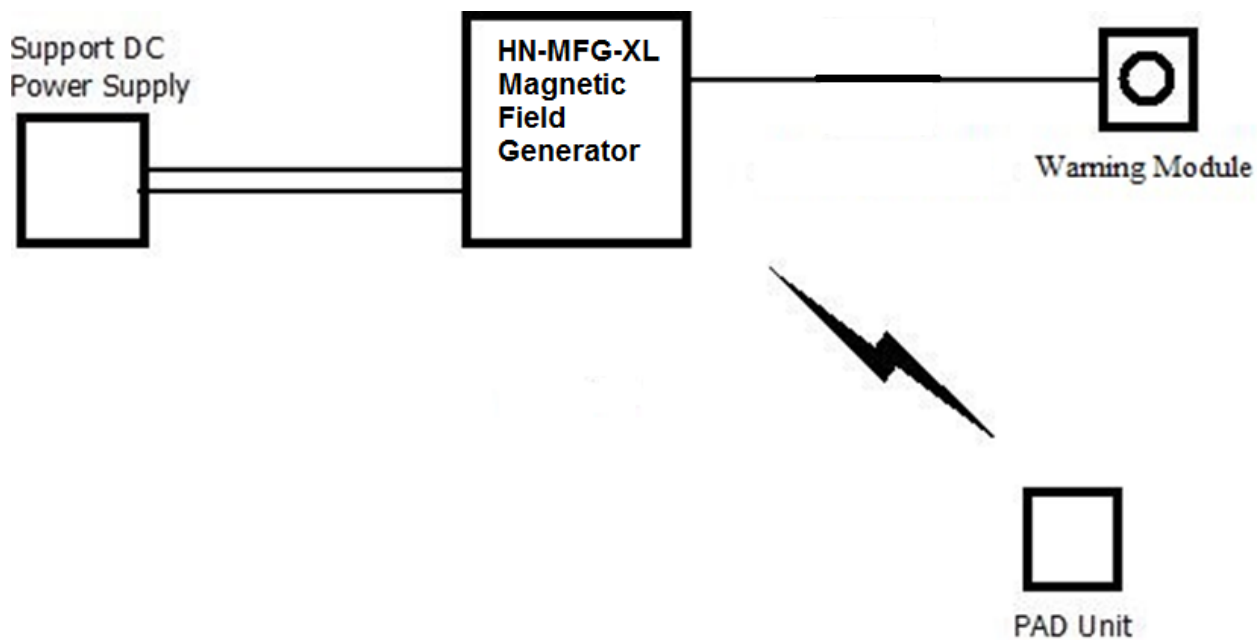 Support DC
Power Supply
HN-MFG-XL
Magnetic
Field
Generator
Warning Module
PAD Unit